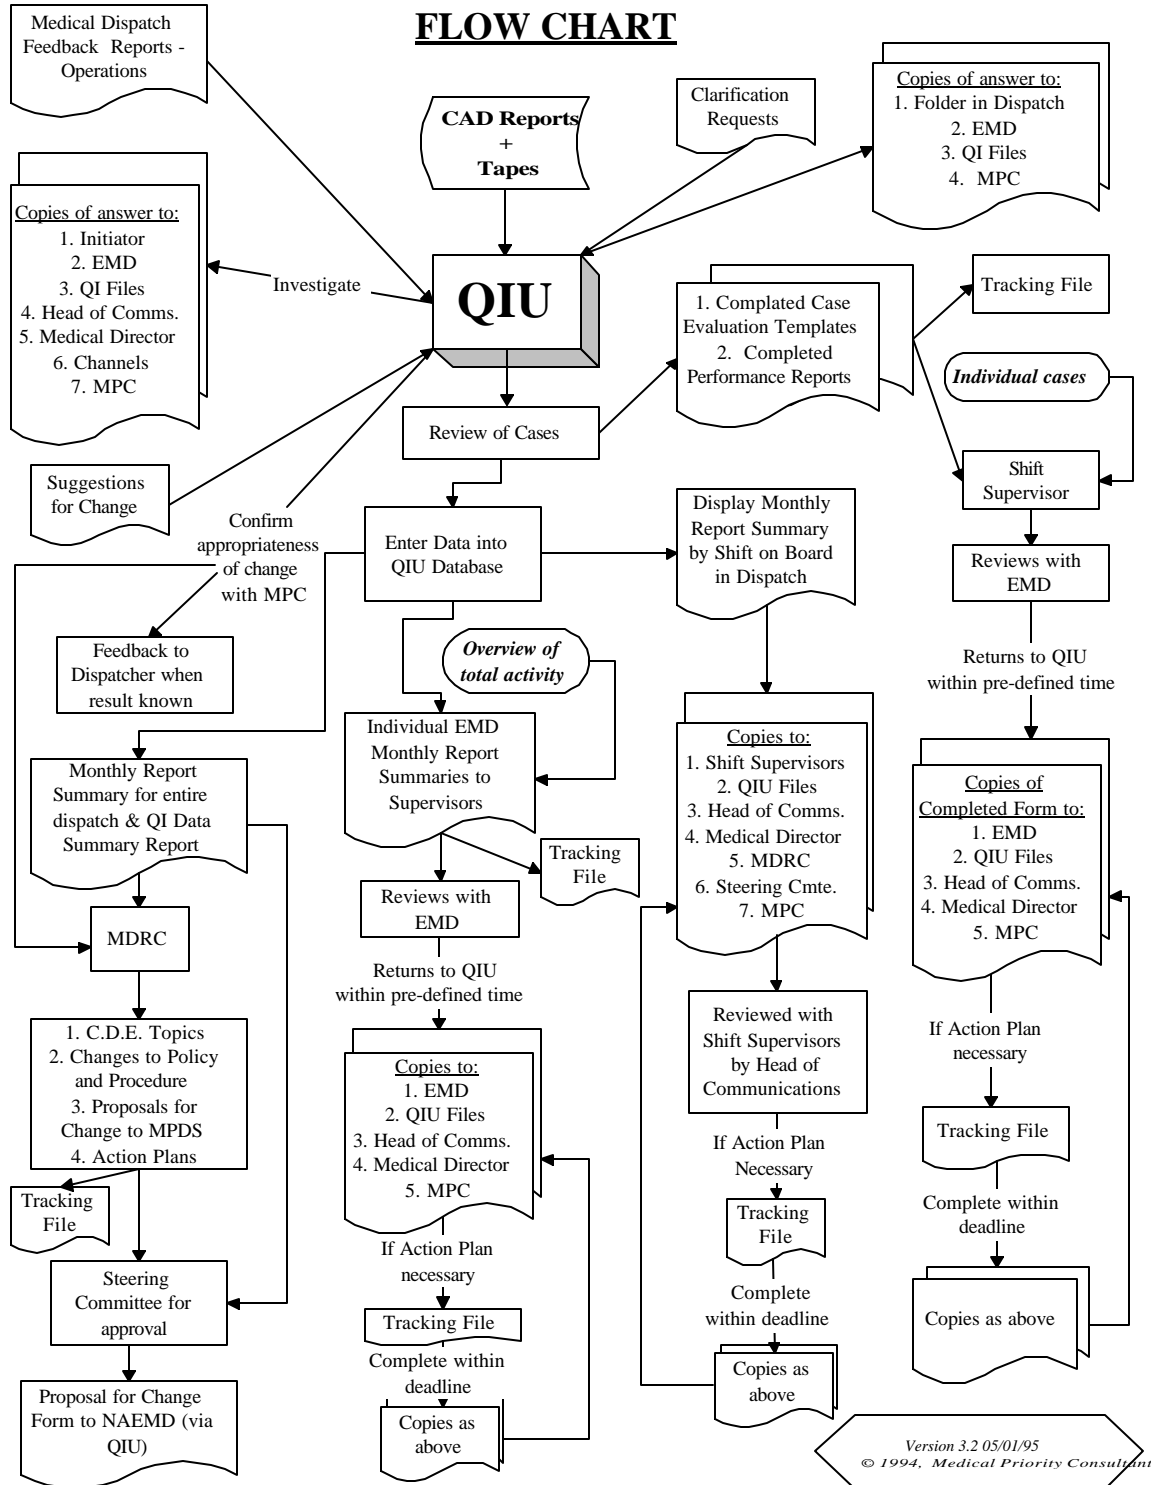 FLOW CHART
Medical Dispatch
Feedback Reports -
Operations
CAD Reports
+
Tapes
Clarification
Requests
Copies of answer to:
1. Folder in Dispatch
2. EMD
3. QI Files
4. MPC
Copies of answer to:
1. Initiator
2. EMD
3. QI Files
4. Head of Comms.
5. Medical Director
6. Channels
7. MPC
Investigate
QIU
1. Complated Case
Evaluation Templates
2. Completed
Performance Reports
Tracking File
Individual cases
Review of Cases
Shift
Supervisor
Suggestions
for Change
Confirm
appropriateness
of change
with MPC
Enter Data into
QIU Database
Display Monthly
Report Summary
by Shift on Board
in Dispatch
Reviews with
EMD
Feedback to
Dispatcher when
result known
Overview of
total activity
Returns to QIU
within pre-defined time
Individual EMD
Monthly Report
Summaries to
Supervisors
Monthly Report
Summary for entire
dispatch & QI Data
Summary Report
Copies to:
1. Shift Supervisors
2. QIU Files
3. Head of Comms.
4. Medical Director
5. MDRC
6. Steering Cmte.
7. MPC
Copies of
Completed Form to:
1. EMD
2. QIU Files
3. Head of Comms.
4. Medical Director
5. MPC
Tracking
File
Reviews with
EMD
MDRC
Returns to QIU
within pre-defined time
Reviewed with
Shift Supervisors
by Head of
Communications
If Action Plan
necessary
1. C.D.E. Topics
2. Changes to Policy
and Procedure
3. Proposals for
Change to MPDS
4. Action Plans
Copies to:
1. EMD
2. QIU Files
3. Head of Comms.
4. Medical Director
5. MPC
If Action Plan
Necessary
Tracking File
Tracking
File
Tracking
File
Complete within
deadline
If Action Plan
necessary
Steering
Committee for
approval
Complete
within deadline
Copies as above
Tracking File
Complete within
deadline
Copies as
above
Proposal for Change
Form to NAEMD (via
QIU)
Copies as
above
Version 3.2 05/01/95
© 1994, Medical Priority Consultant